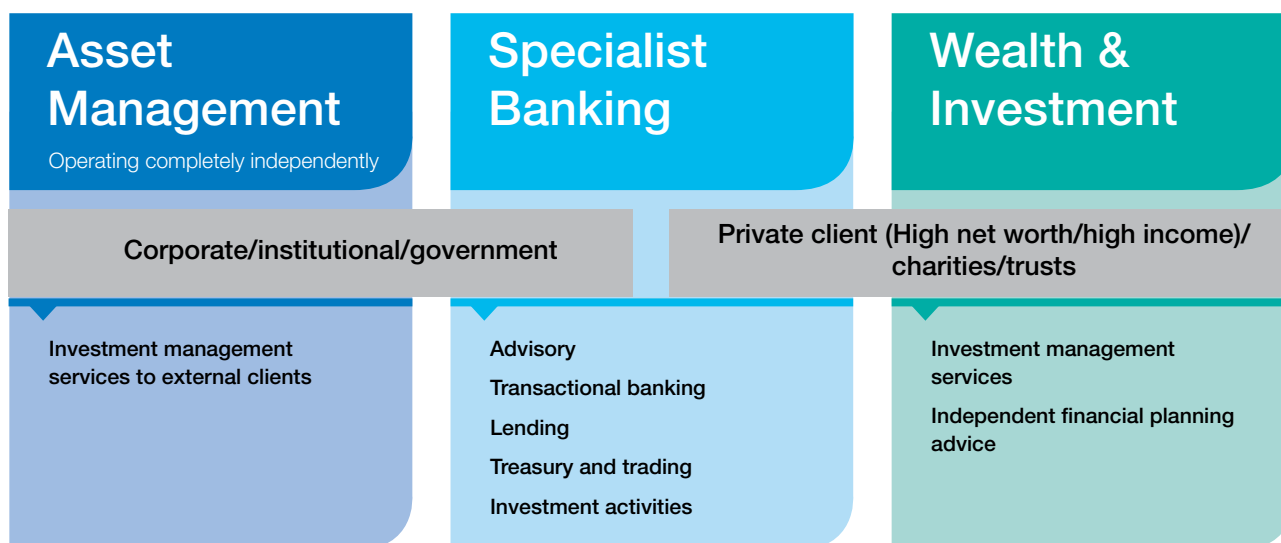 Asset
Management
Operating completely independently
Specialist
Banking
Wealth &
Investment
Corporate/institutional/government
Private client (High net worth/high income)/
charities/trusts
Investment management
services to external clients
Advisory
Transactional banking
Lending
Treasury and trading
Investment activities
Investment management
services
Independent financial planning
advice